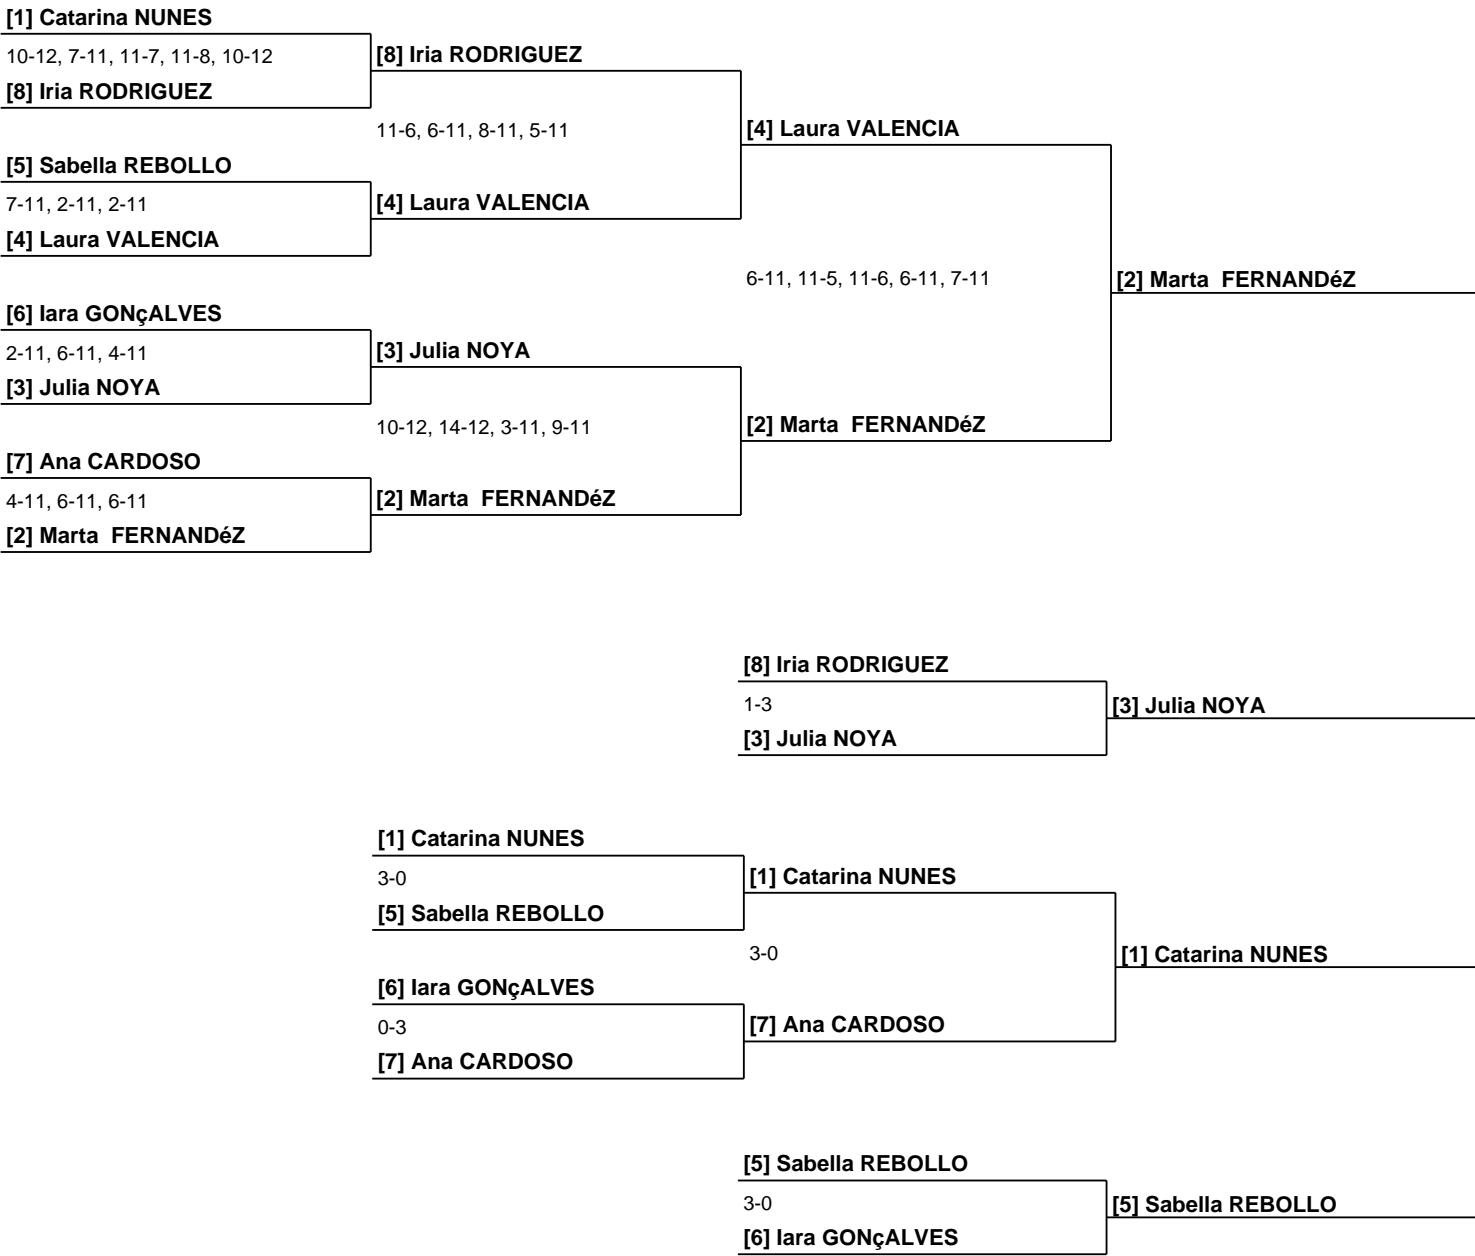 [1] Catarina NUNES
10-12, 7-11, 11-7, 11-8, 10-12
[8] Iria RODRIGUEZ
[8] Iria RODRIGUEZ
11-6, 6-11, 8-11, 5-11
[4] Laura VALENCIA
[5] Sabella REBOLLO
7-11, 2-11, 2-11
[4] Laura VALENCIA
[4] Laura VALENCIA
6-11, 11-5, 11-6, 6-11, 7-11
[2] Marta  FERNANDéZ
[6] Iara GONçALVES
2-11, 6-11, 4-11
[3] Julia NOYA
[3] Julia NOYA
10-12, 14-12, 3-11, 9-11
[2] Marta  FERNANDéZ
[7] Ana CARDOSO
4-11, 6-11, 6-11
[2] Marta  FERNANDéZ
[2] Marta  FERNANDéZ
[8] Iria RODRIGUEZ
1-3
[3] Julia NOYA
[3] Julia NOYA
[1] Catarina NUNES
3-0
[1] Catarina NUNES
[5] Sabella REBOLLO
3-0
[1] Catarina NUNES
[6] Iara GONçALVES
0-3
[7] Ana CARDOSO
[7] Ana CARDOSO
[5] Sabella REBOLLO
3-0
[5] Sabella REBOLLO
[6] Iara GONçALVES